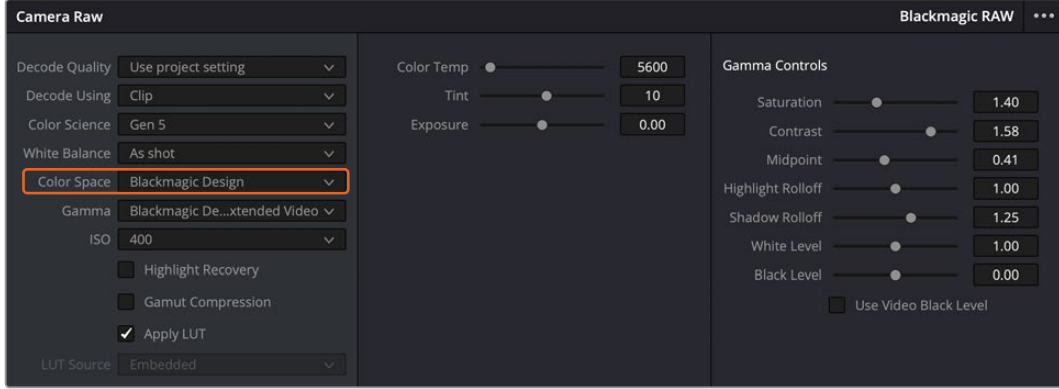 Camera Raw
Blackmagic RAW
Decode Quality Use project setting
Decode Using Clip
Color Science Gen 5
White Balance As shot
Color Space Blackmagic Design
Gamma Blackmagic De...xtended Video
ISO 400
Highlight Recovery
Gamut Compression
Apply LUT
LUT Source Embedded
Color Temp 5600
Tint 10
Exposure 0.00
Gamma Controls
Saturation 1.40
Contrast 1.58
Midpoint 0.41
Highlight Rolloff 1.00
Shadow Rolloff 1.25
White Level 1.00
Black Level 0.00
Use Video Black Level